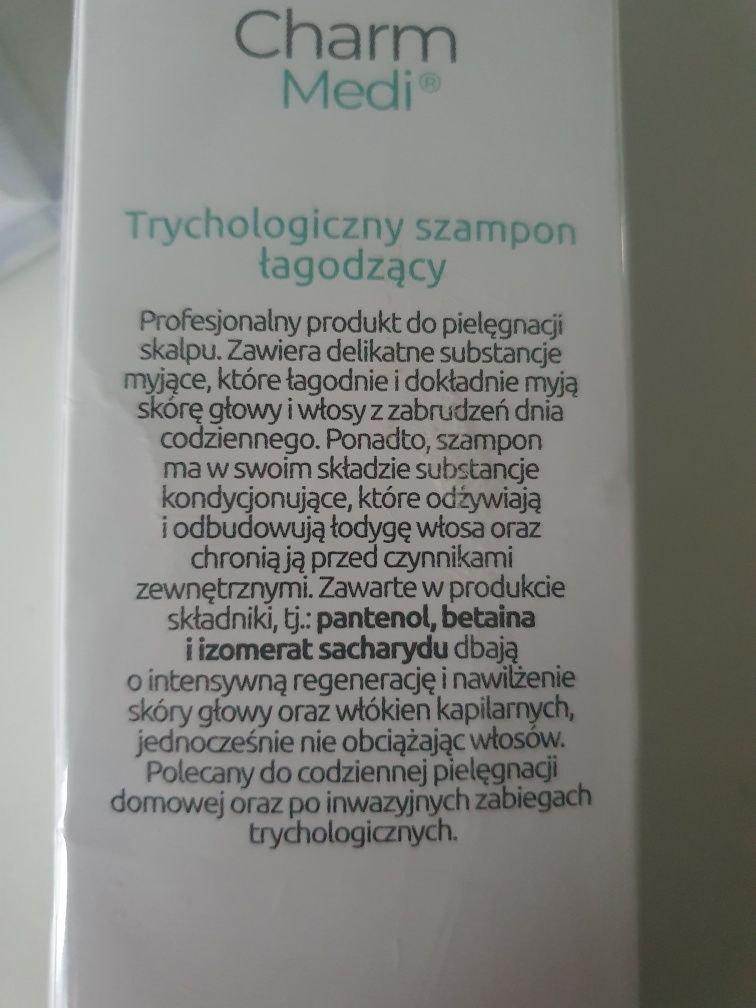 Charm
Medi®
Trychologiczny szampon
łagodzący
Profesjonalny produkt do pielęgnacji
skalpu. Zawiera delikatne substancje
myjące, które łagodnie i dokładnie myją
skórę głowy i włosy z zabrudzeń dnia
codziennego. Ponadto, szampon
ma w swoim składzie substancje
kondycjonujące, które odżywiają
i odbudowują łodygę włosa oraz
chronią ją przed czynnikami
zewnętrznymi. Zawarte w produkcie
składniki, tj.: pantenol, betaina
i izomerat sacharydu dbają
o intensywną regenerację i nawilżenie
skóry głowy oraz włókien kapilarnych,
jednocześnie nie obciążając włosów.
Polecany do codziennej pielęgnacji
domowej oraz po inwazyjnych zabiegach
trychologicznych.